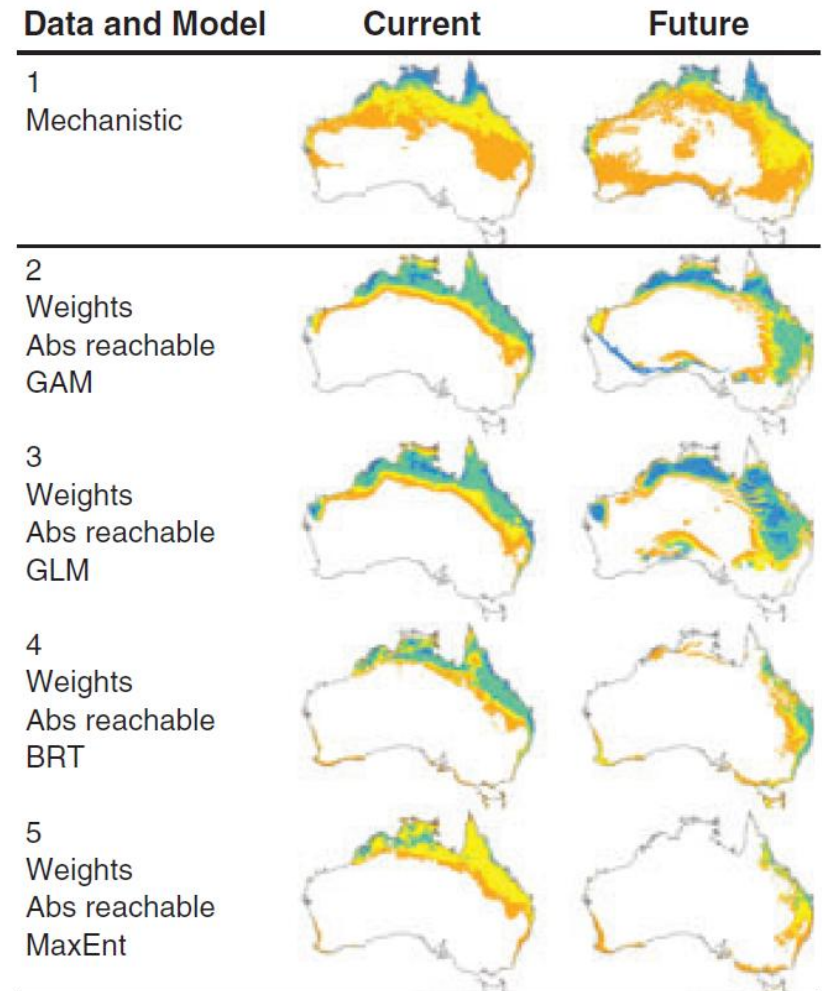 Data and Model Current Future
1
Mechanistic
2
Weights
Abs reachable
GAM
3
Weights
Abs reachable
GLM
4
Weights
Abs reachable
BRT
5
Weights
Abs reachable
MaxEnt